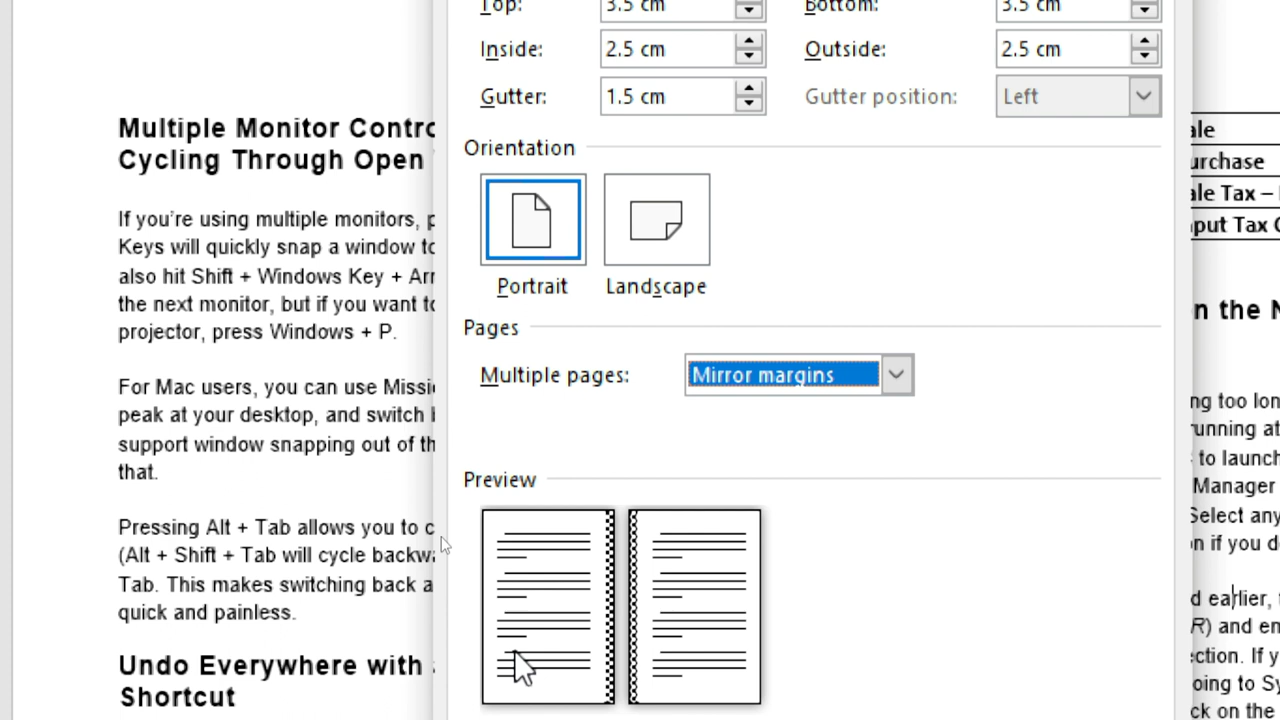 Top: 3.5 cm Bottom: 3.5 cm
Inside: 2.5 cm Outside: 2.5 cm
Gutter: 1.5 cm Gutter position: Left
Orientation
Portrait Landscape
Pages
Multiple pages: Mirror margins
Preview
Multiple Monitor Contro
Cycling Through Open
If you're using multiple monitors, p
Keys will quickly snap a window to
also hit Shift + Windows Key + Arr
the next monitor, but if you want to
projector, press Windows + P.
For Mac users, you can use Missi
peak at your desktop, and switch
support window snapping out of th
that.
Pressing Alt + Tab allows you to c
(Alt + Shift + Tab will cycle backwa
Tab. This makes switching back a
quick and painless.
Undo Everywhere with
Shortcut
ale
urchase
ale Tax –
put Tax
n the N
ng too lon
running at
to launch
Manager
Select any
n if you d
d earlier,
R) and en
ction. If y
oing to Sy
ck on the